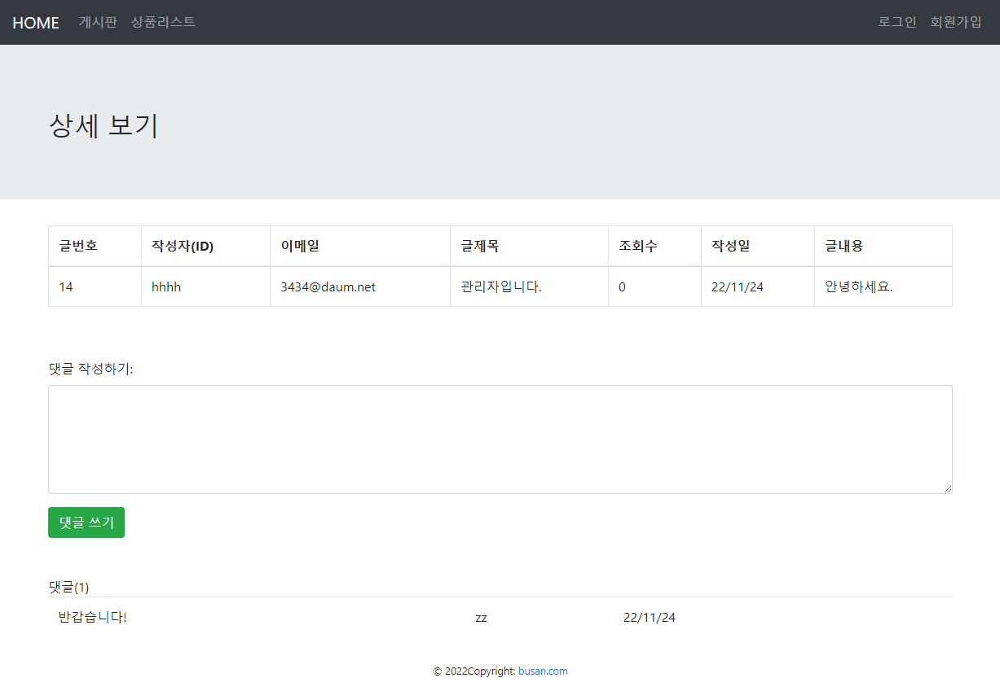 HOME 게시판 상품리스트 로그인 회원가입
상세 보기
글번호 작성자(ID) 이메일 글제목 조회수 작성일 글내용
14 hhhh 3434@daum.net 관리자입니다. 0 22/11/24 안녕하세요.
댓글 작성하기:
댓글 쓰기
댓글(1)
반갑습니다! zz 22/11/24
© 2022Copyright: busan.com